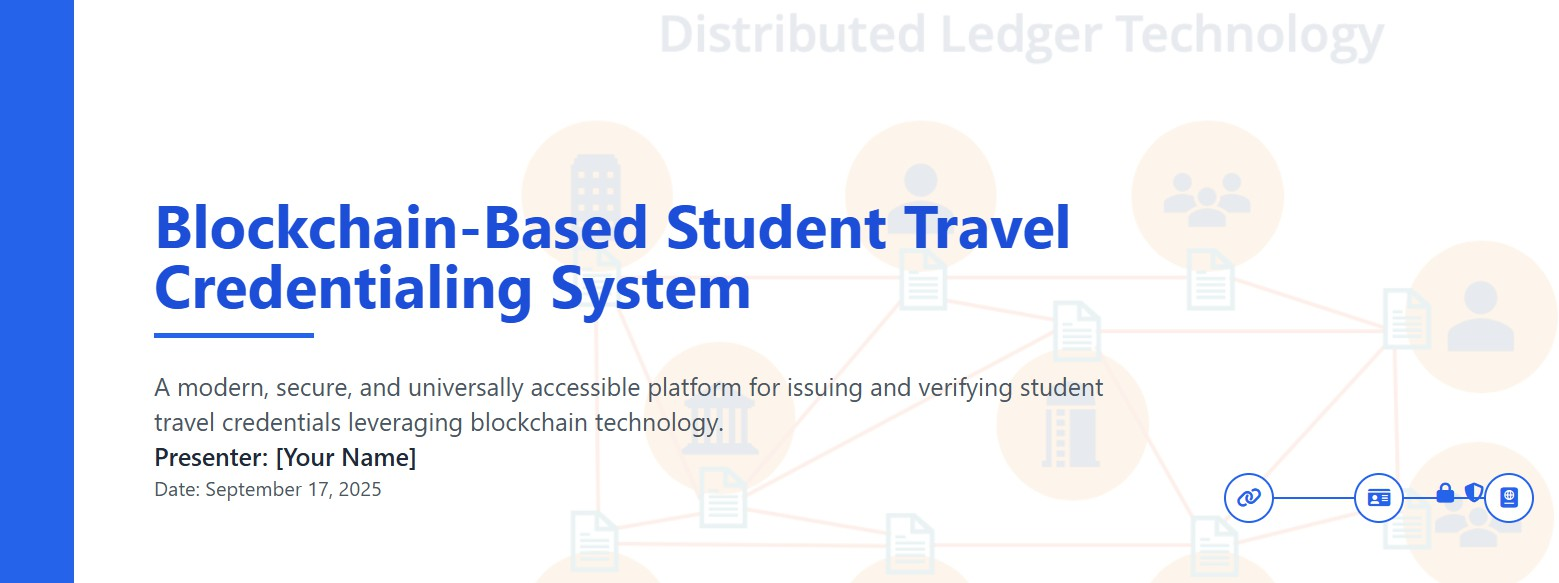 Distributed Ledger Technology
Blockchain-Based Student Travel
Credentialing System
A modern, secure, and universally accessible platform for issuing and verifying student
travel credentials leveraging blockchain technology.
Presenter: [Your Name]
Date: September 17, 2025